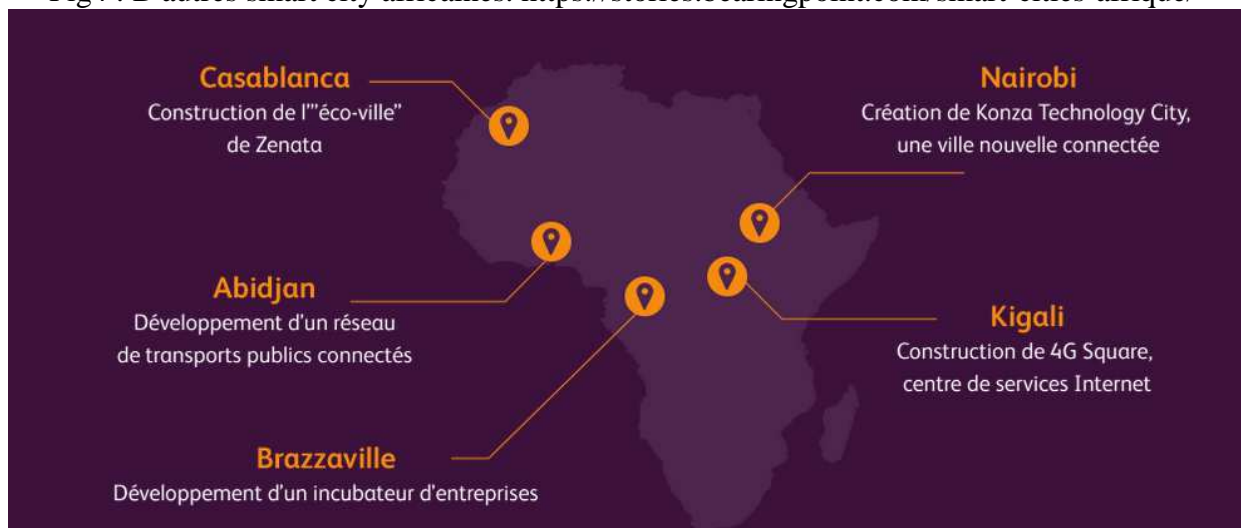 Casablanca
Construction de l'"éco-ville"
de Zenata
Nairobi
Création de Konza Technology City,
une ville nouvelle connectée
Abidjan
Développement d'un réseau
de transports publics connectés
Kigali
Construction de 4G Square,
centre de services Internet
Brazzaville
Développement d'un incubateur d'entreprises